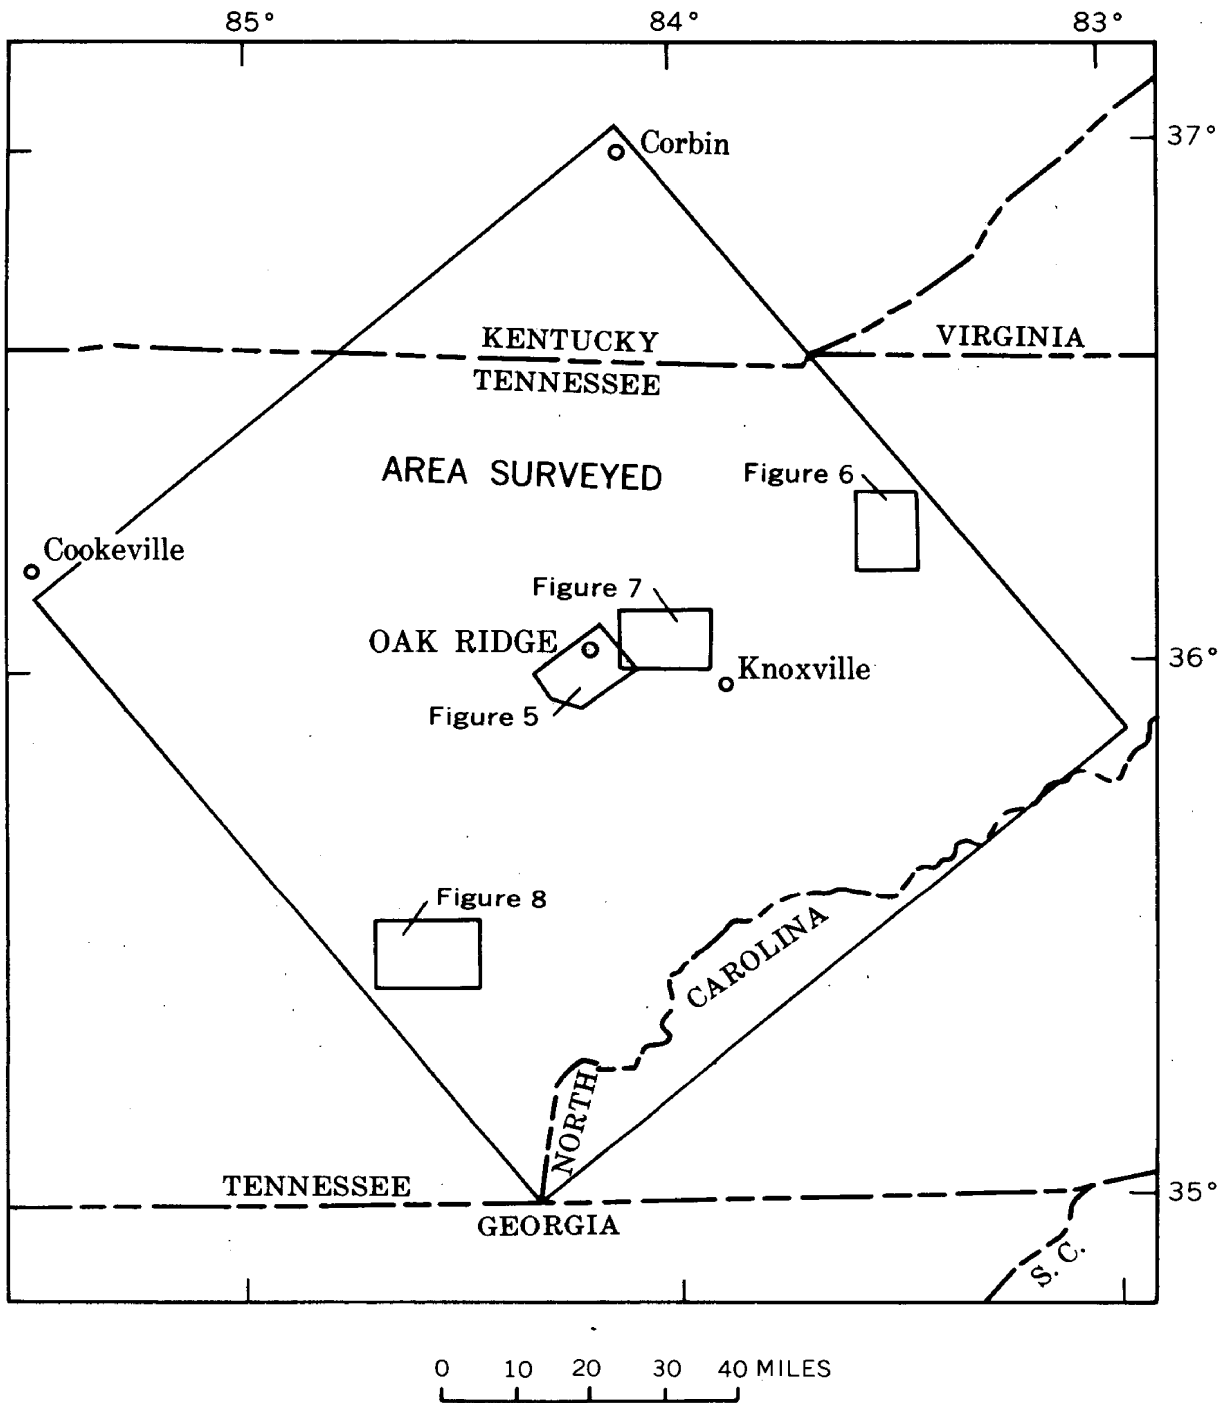 85° 84° 83°
Corbin
37°
KENTUCKY
VIRGINIA
TENNESSEE
AREA SURVEYED
Figure 6
Cookeville
Figure 7
OAK RIDGE
36°
Knoxville
Figure 5
Figure 8
CAROLINA
NORTH
TENNESSEE
35°
GEORGIA
S. C.
0 10 20 30 40 MILES